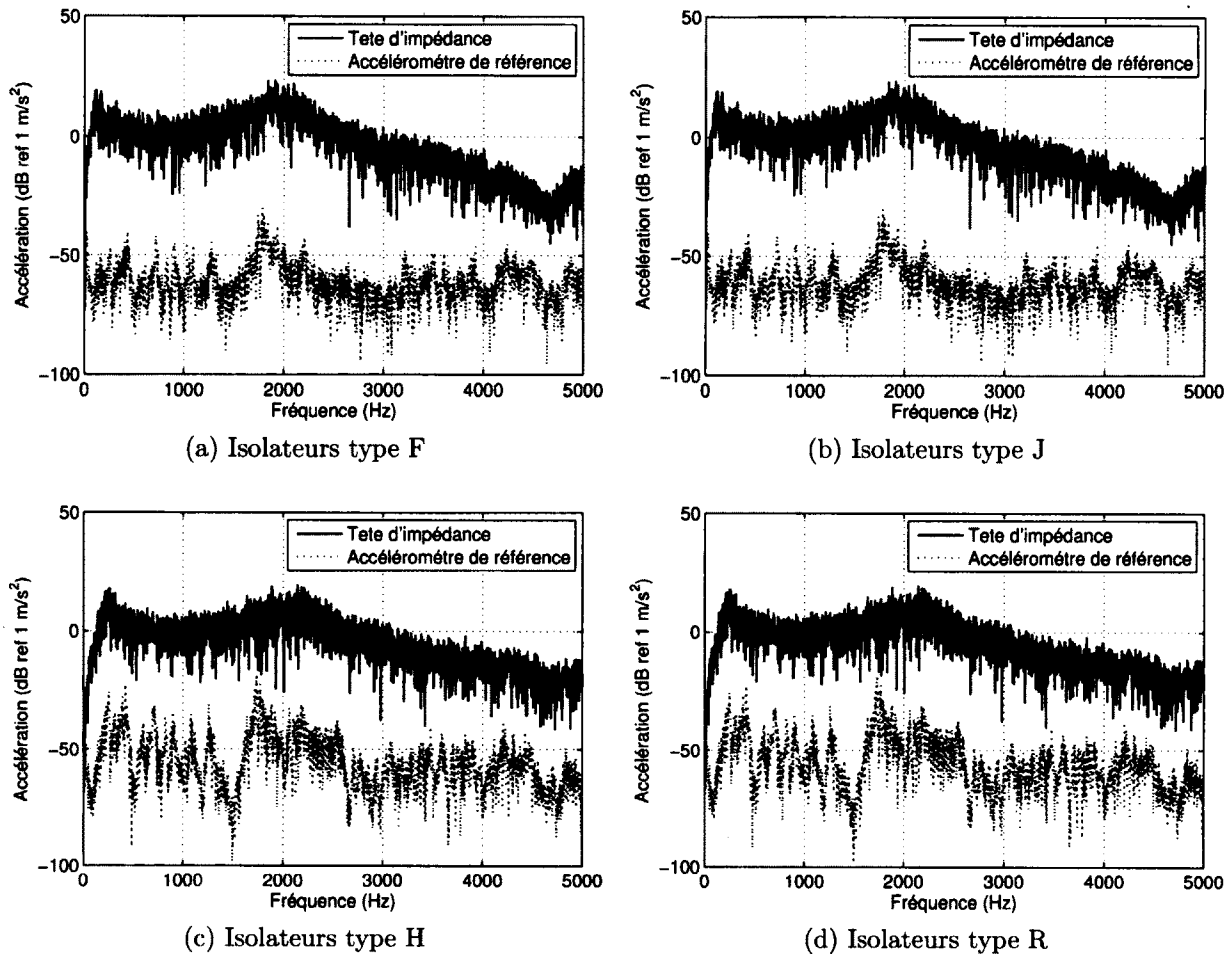 50
0
−50
−100
Accélération (dB ref 1 m/s²)
Tete d'impédance
Accélérométre de référence
0 1000 2000 3000 4000 5000
Fréquence (Hz)
(a) Isolateurs type F
50
0
−50
−100
Accélération (dB ref 1 m/s²)
Tete d'impédance
Accélérométre de référence
0 1000 2000 3000 4000 5000
Fréquence (Hz)
(b) Isolateurs type J
50
0
−50
−100
Accélération (dB ref 1 m/s²)
Tete d'impédance
Accélérométre de référence
0 1000 2000 3000 4000 5000
Fréquence (Hz)
(c) Isolateurs type H
50
0
−50
−100
Accélération (dB ref 1 m/s²)
Tete d'impédance
Accélérométre de référence
0 1000 2000 3000 4000 5000
Fréquence (Hz)
(d) Isolateurs type R